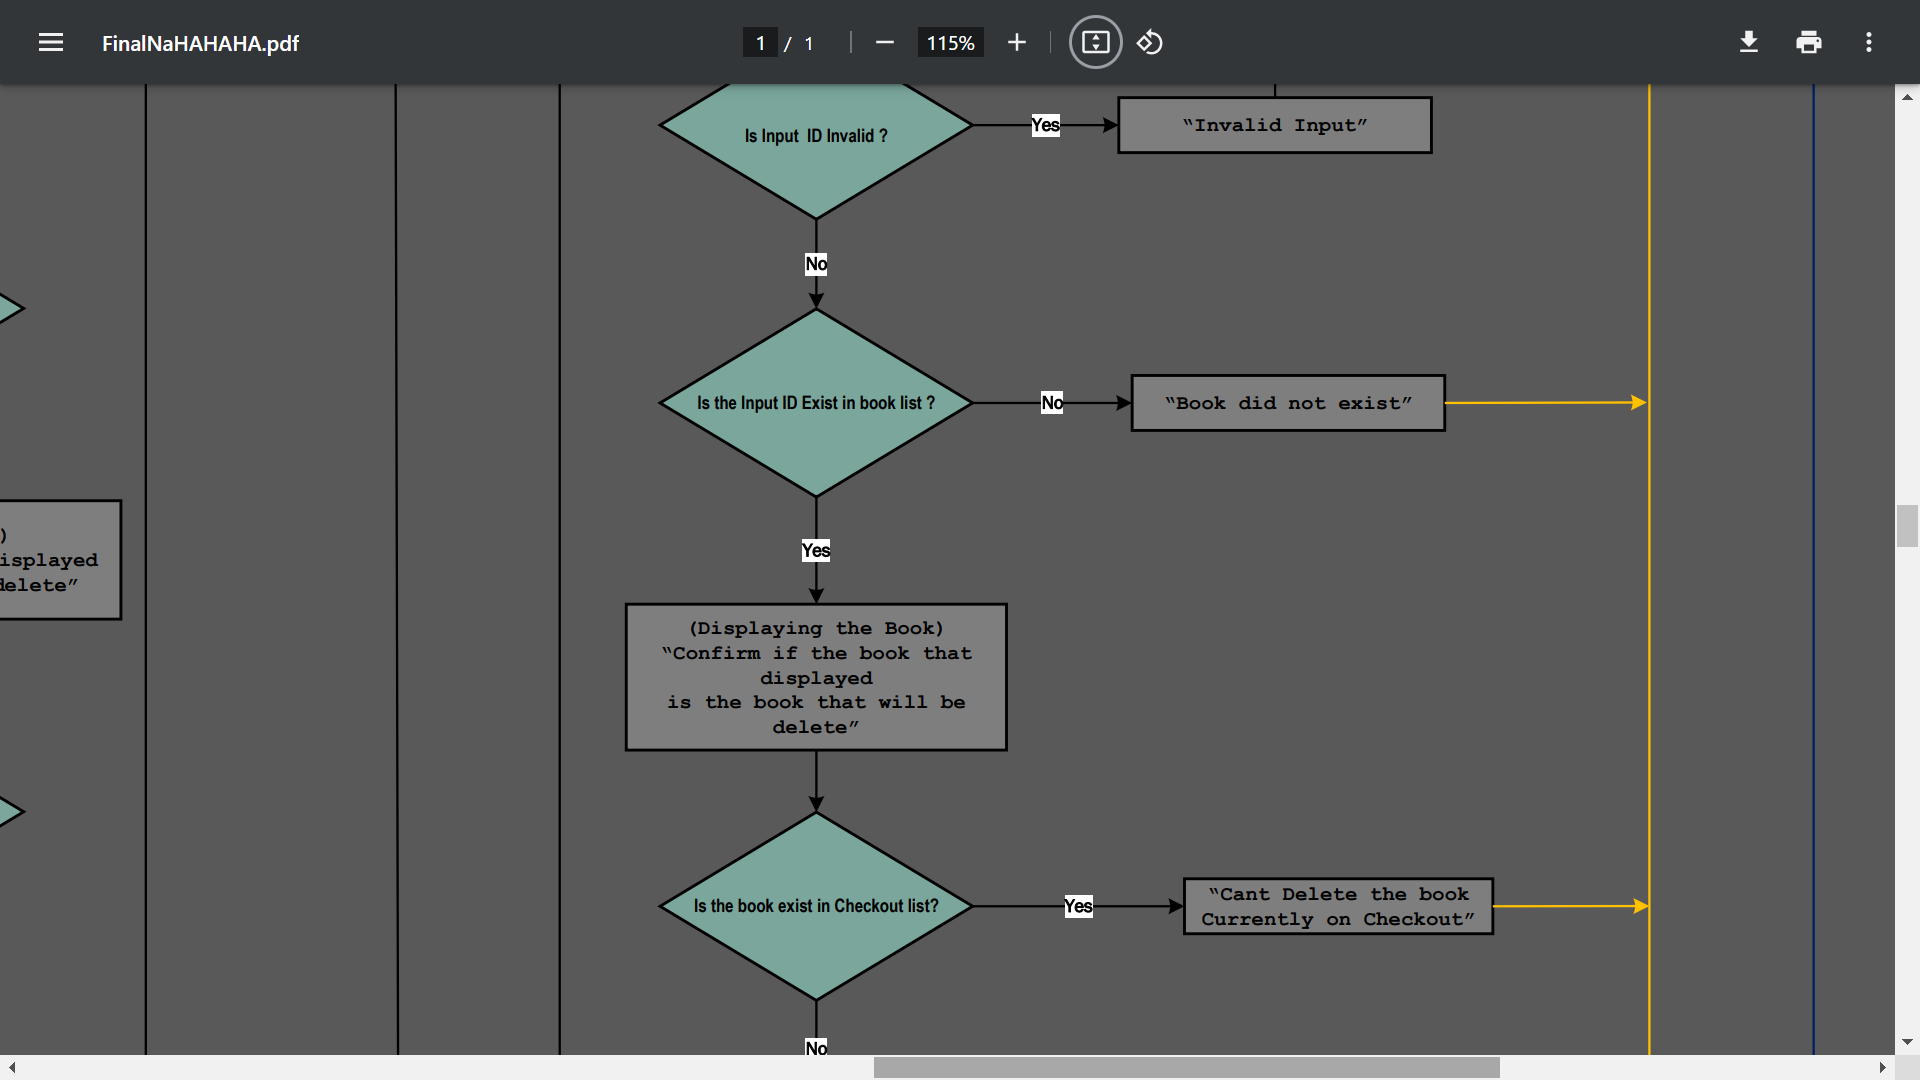 FinalNaHAHAHA.pdf
1 / 1
115%
Is Input ID Invalid ?
Yes
“Invalid Input”
No
Is the Input ID Exist in book list ?
No
“Book did not exist”
)
isplayed
delete”
Yes
(Displaying the Book)
“Confirm if the book that
displayed
is the book that will be
delete”
Is the book exist in Checkout list?
Yes
“Cant Delete the book
Currently on Checkout”
No